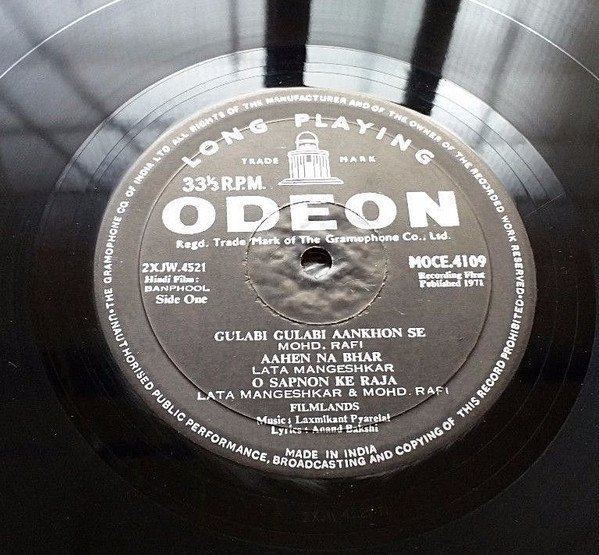 LONG PLAYING
TRADE MARK
33⅓ R.P.M.
ODEON
Regd. Trade Mark of The Gramophone Co., Ltd.
2XJW.4521
MOCE.4109
Hindi Film:
BANPHOOL
Recording First
Published 1971
Side One
GULABI GULABI AANKHON SE
MOHD. RAFI
AAHEN NA BHAR
LATA MANGESHKAR
O SAPNON KE RAJA
LATA MANGESHKAR & MOHD. RAFI
FILMLANDS
Music: Laxmikant Pyarelal
Lyrics: Anand Bakshi
MADE IN INDIA
THE GRAMOPHONE CO. OF INDIA LTD ALL RIGHTS OF THE MANUFACTURER AND OF THE OWNER OF THE RECORDED WORK RESERVED
UNAUTHORISED PUBLIC PERFORMANCE, BROADCASTING AND COPYING OF THIS RECORD PROHIBITED